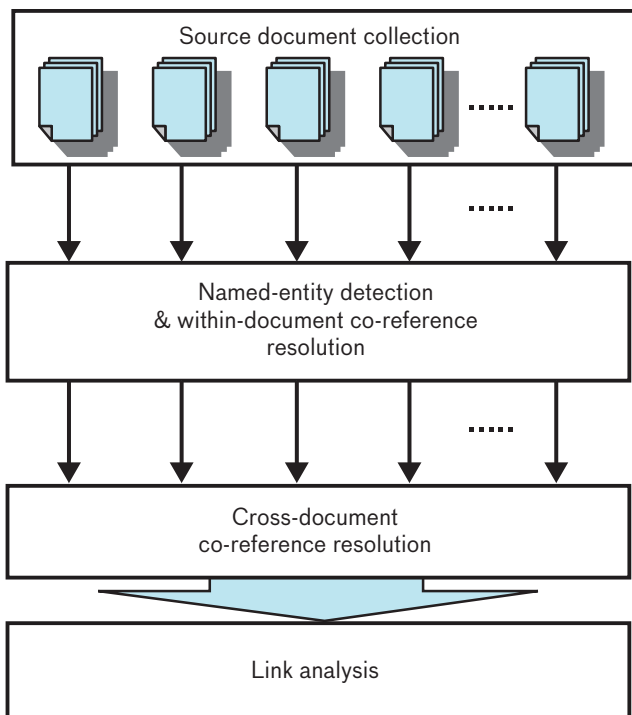 Source document collection
.....
.....
Named-entity detection
& within-document co-reference
resolution
.....
Cross-document
co-reference resolution
Link analysis